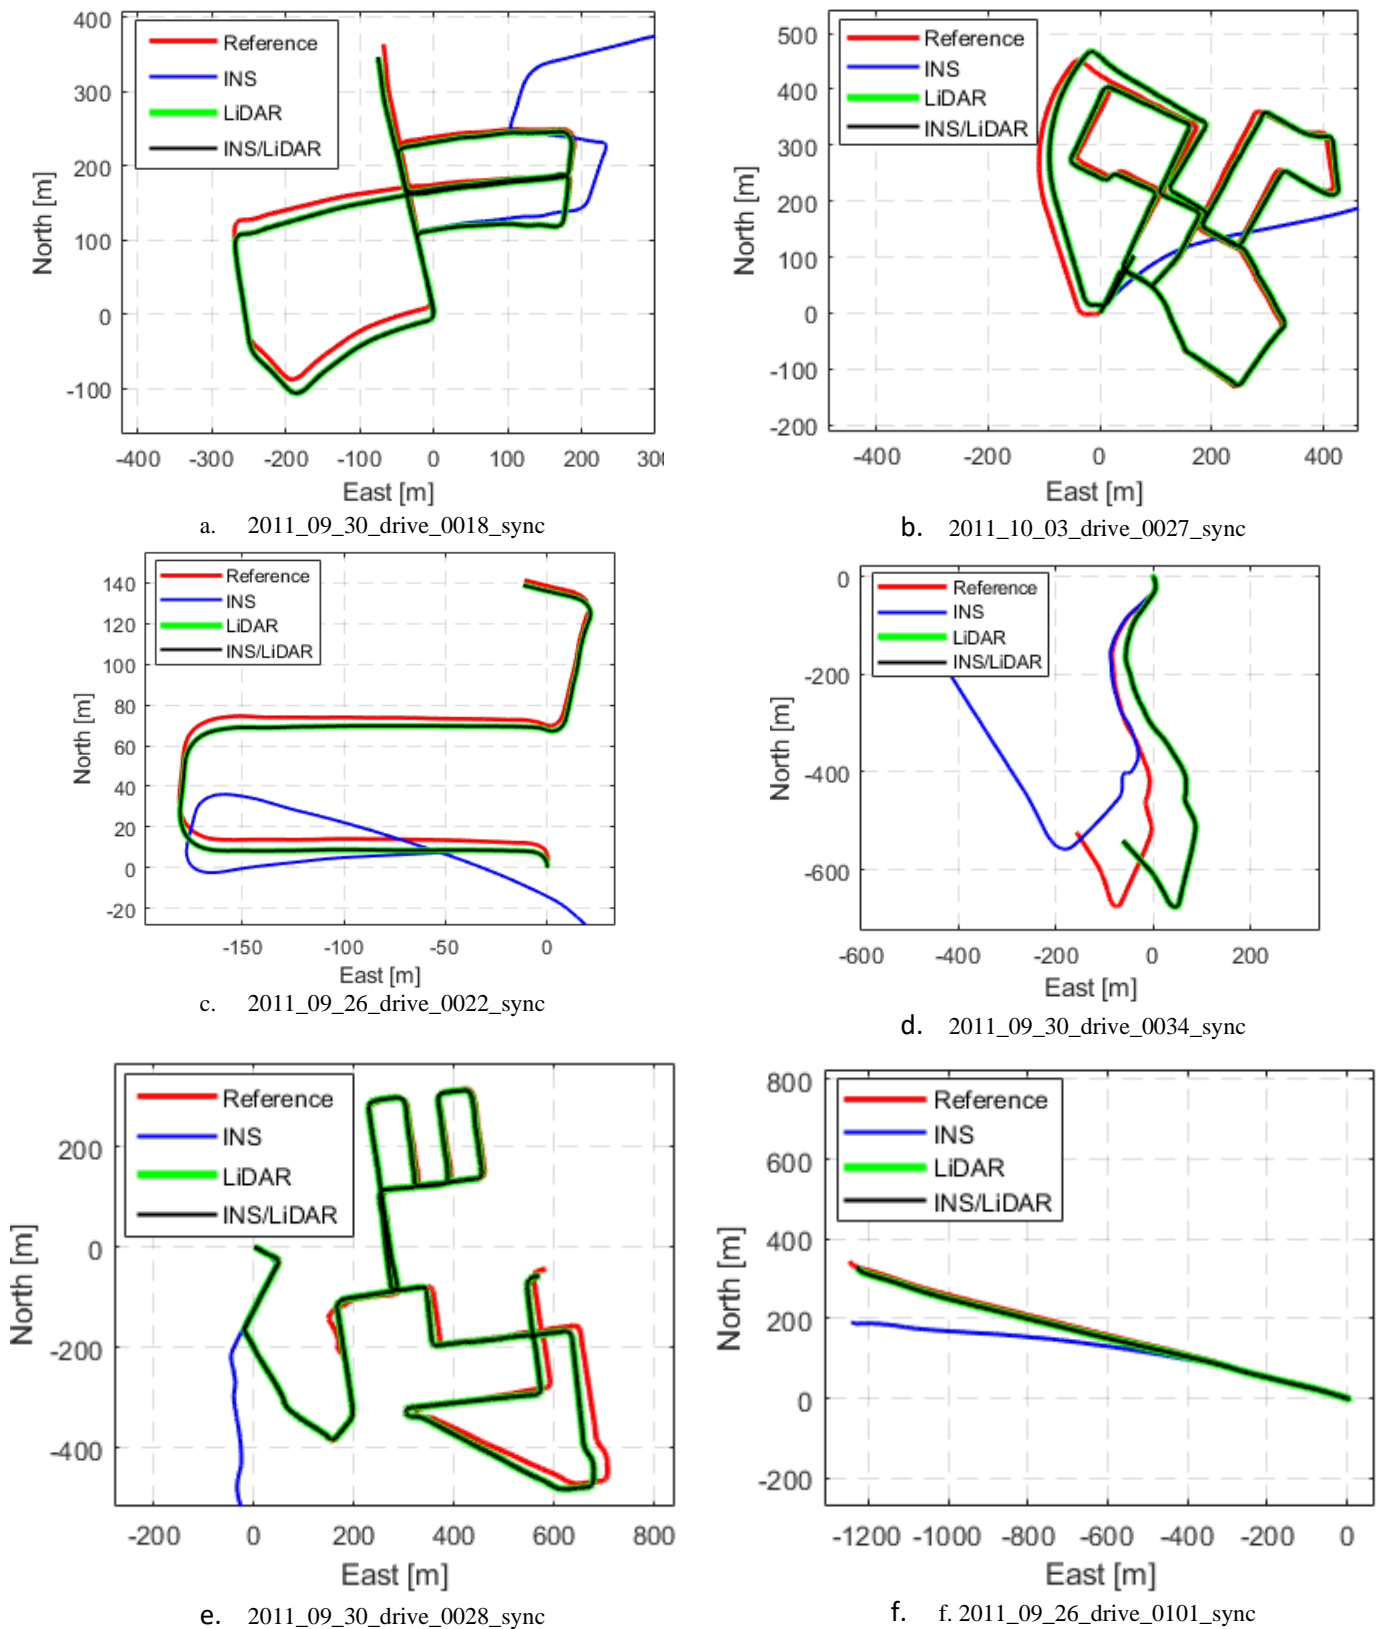 400
300
200
100
0
-100
North [m]
Reference
INS
LiDAR
INS/LiDAR
-400 -300 -200 -100 0 100 200 30
East [m]
a. 2011_09_30_drive_0018_sync
500
400
300
200
100
0
-100
-200
North [m]
Reference
INS
LiDAR
INS/LiDAR
-400 -200 0 200 400
East [m]
b. 2011_10_03_drive_0027_sync
140
120
100
80
60
40
20
0
-20
North [m]
Reference
INS
LiDAR
INS/LiDAR
-150 -100 -50 0
East [m]
c. 2011_09_26_drive_0022_sync
0
-200
-400
-600
North [m]
Reference
INS
LiDAR
INS/LiDAR
-600 -400 -200 0 200
East [m]
d. 2011_09_30_drive_0034_sync
200
0
-200
-400
North [m]
Reference
INS
LiDAR
INS/LiDAR
-200 0 200 400 600 800
East [m]
e. 2011_09_30_drive_0028_sync
800
600
400
200
0
-200
North [m]
Reference
INS
LiDAR
INS/LiDAR
-1200 -1000 -800 -600 -400 -200 0
East [m]
f. f. 2011_09_26_drive_0101_sync